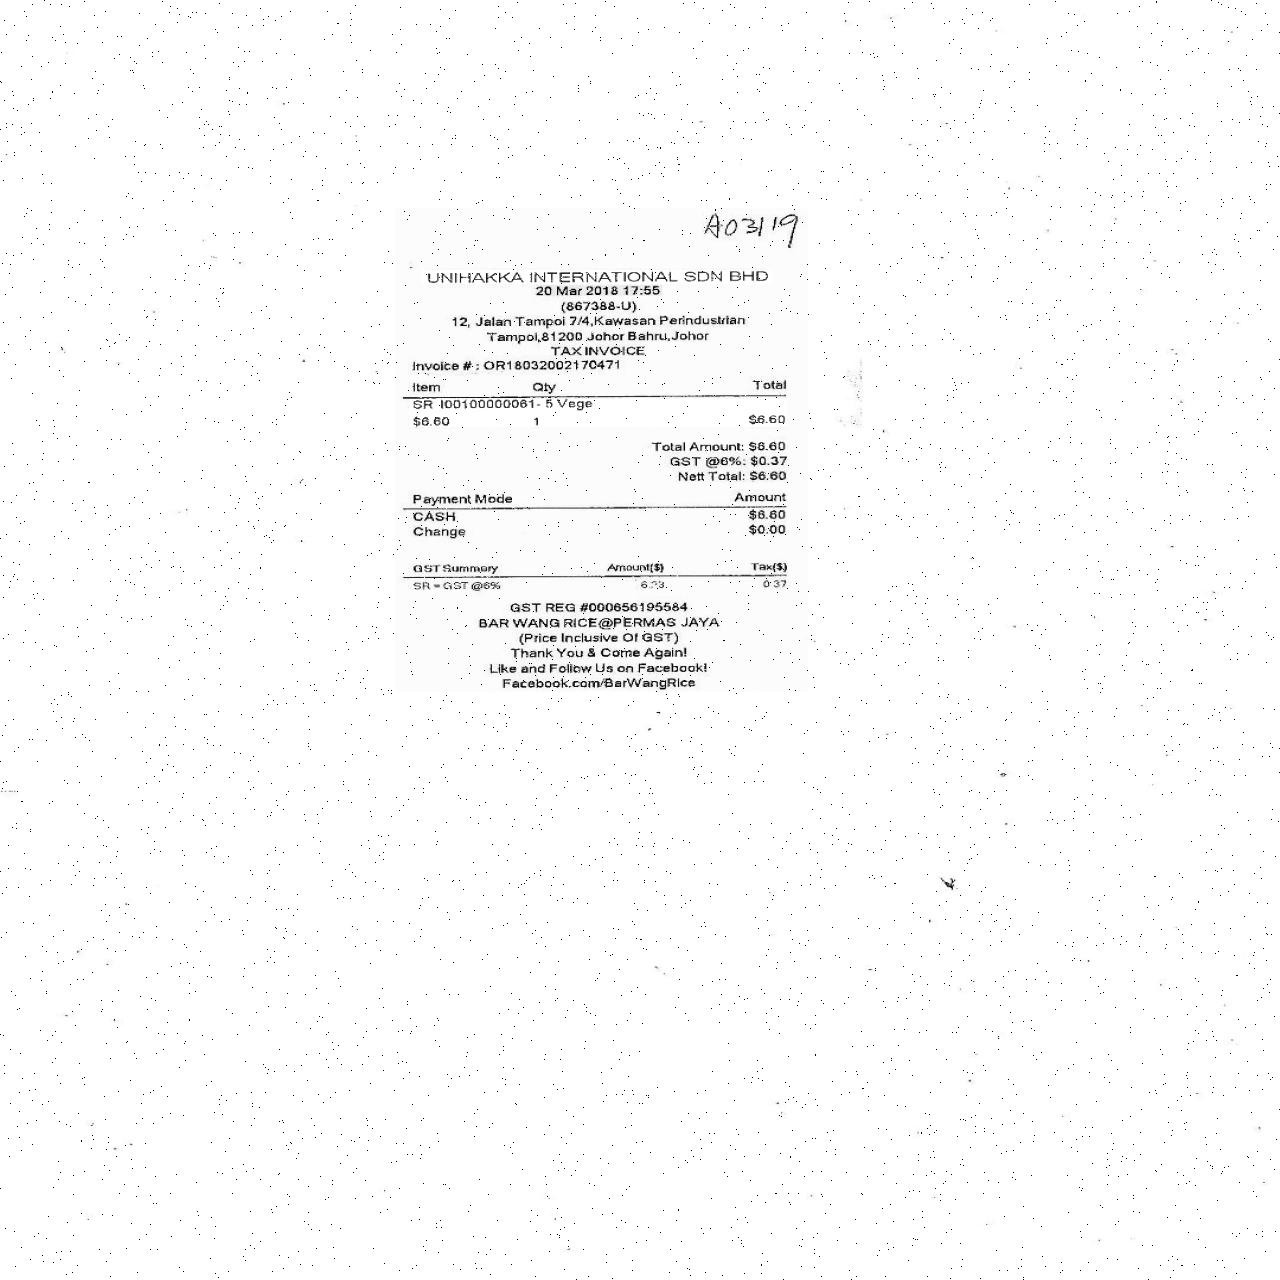 A03119
UNIHAKKA INTERNATIONAL SDN BHD
20 Mar 2018 17:55
(867388-U)
12, Jalan Tampoi 7/4,Kawasan Perindustrian
Tampoi,81200 Johor Bahru,Johor
TAX INVOICE
Invoice # : OR18032002170471
Item Qty Total
SR I00100000061- 5 Vege
$6.60 1 $6.60
Total Amount: $6.60
GST @6%: $0.37
Nett Total: $6.60
Payment Mode Amount
CASH $6.60
Change $0.00
GST Summary Amount($) Tax($)
SR = GST @6% 6.23 0.37
GST REG #000656195584
BAR WANG RICE@PERMAS JAYA
(Price Inclusive Of GST)
Thank You & Come Again!
Like and Follow Us on Facebook!
Facebook.com/BarWangRice